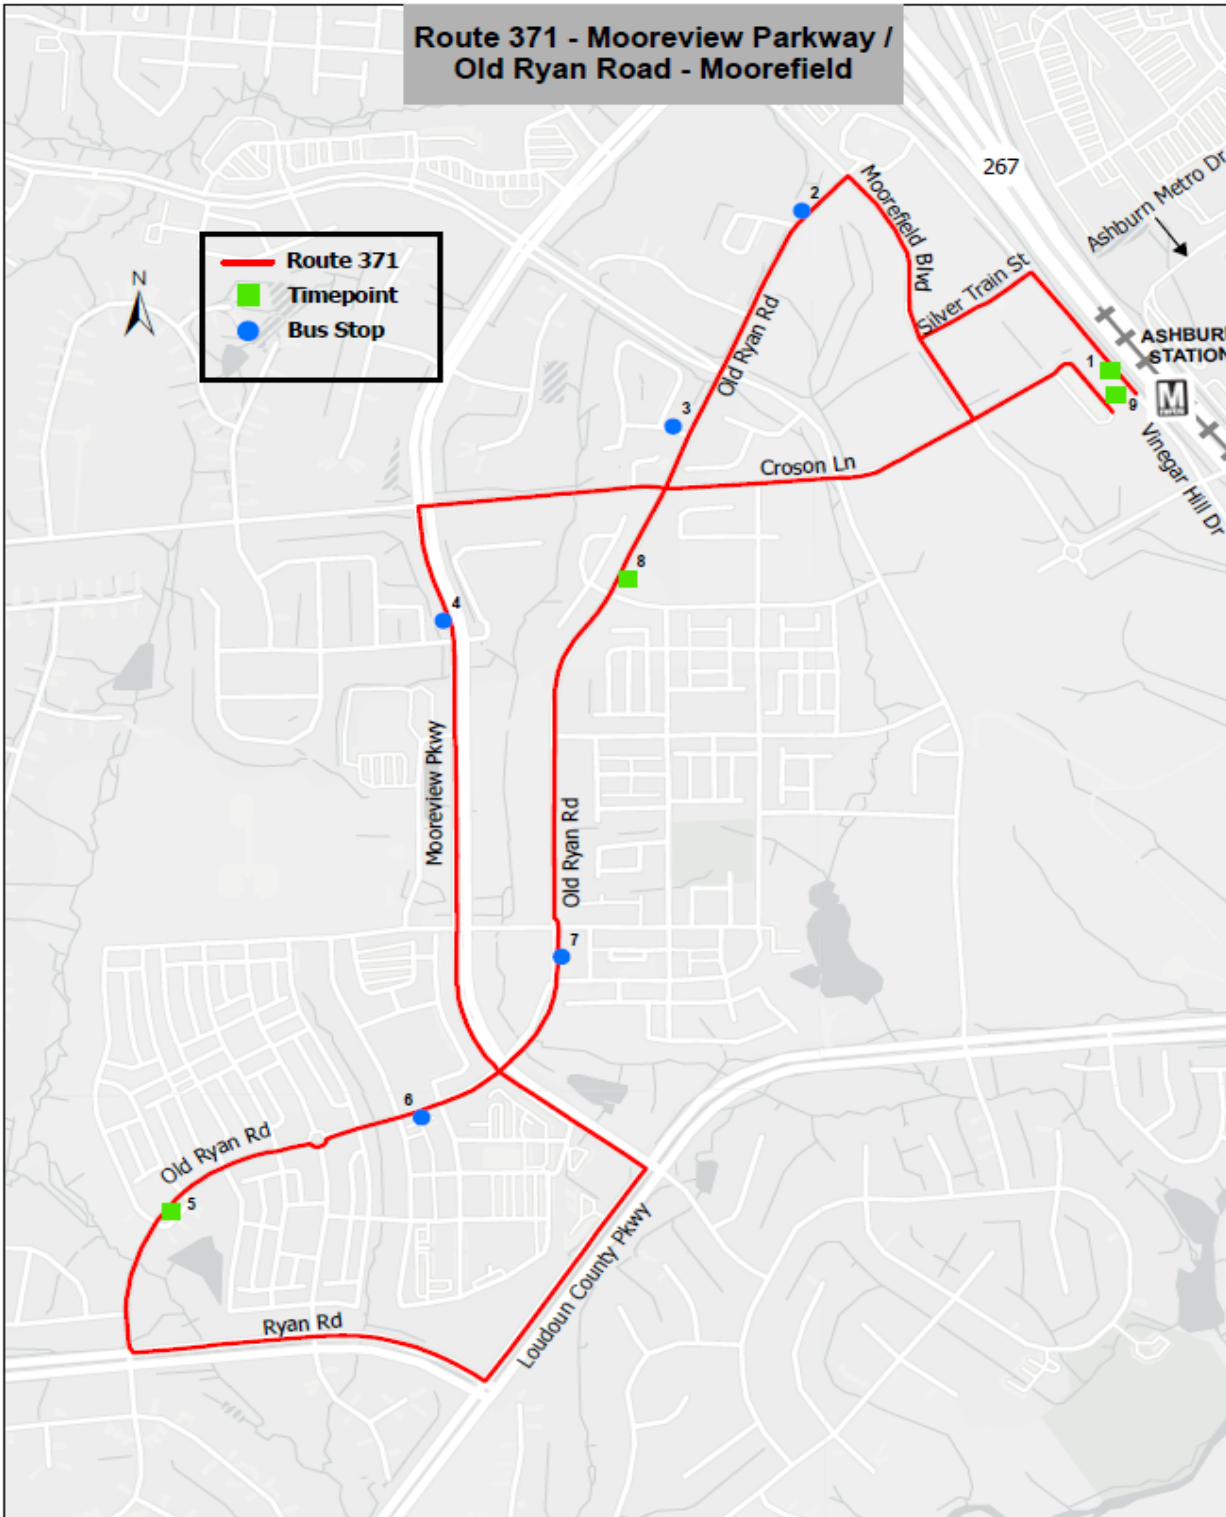 Route 371 - Mooreview Parkway /
Old Ryan Road - Moorefield
267
Ashburn Metro Dr
Moorefield Blvd
2
N
Route 371
Timepoint
Bus Stop
Silver Train St
Old Ryan Rd
ASHBURN
STATION
1
M
9
3
Croson Ln
Vinegar Hill Dr
8
4
Mooreview Pkwy
Old Ryan Rd
7
6
Old Ryan Rd
5
Loudoun County Pkwy
Ryan Rd